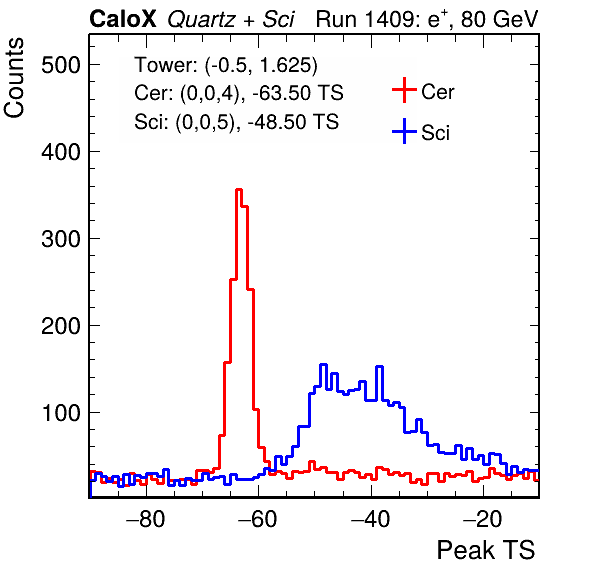 CaloX Quartz + Sci Run 1409: e⁺, 80 GeV
Counts
Tower: (-0.5, 1.625)
Cer: (0,0,4), -63.50 TS
Sci: (0,0,5), -48.50 TS
Cer
Sci
500
400
300
200
100
−80 −60 −40 −20
Peak TS